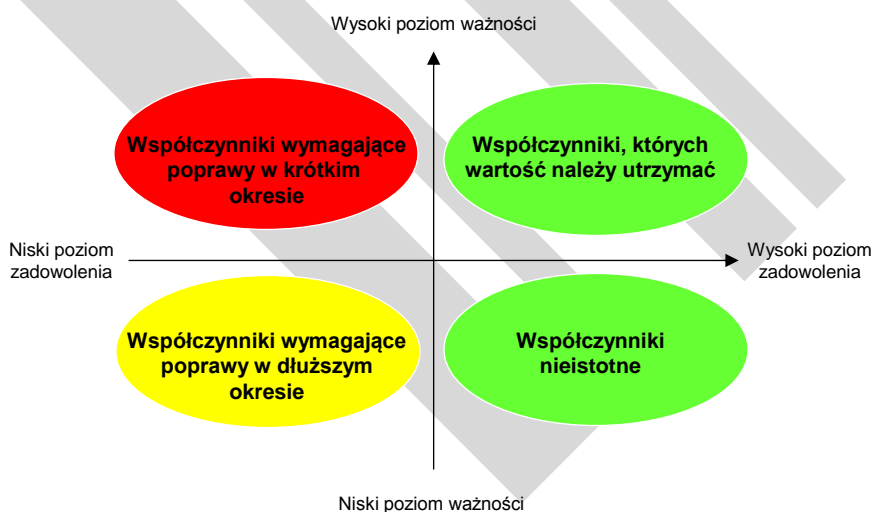 Wysoki poziom ważności
Współczynniki wymagające
poprawy w krótkim
okresie
Współczynniki, których
wartość należy utrzymać
Niski poziom
zadowolenia
Wysoki poziom
zadowolenia
Współczynniki wymagające
poprawy w dłuższym
okresie
Współczynniki
nieistotne
Niski poziom ważności